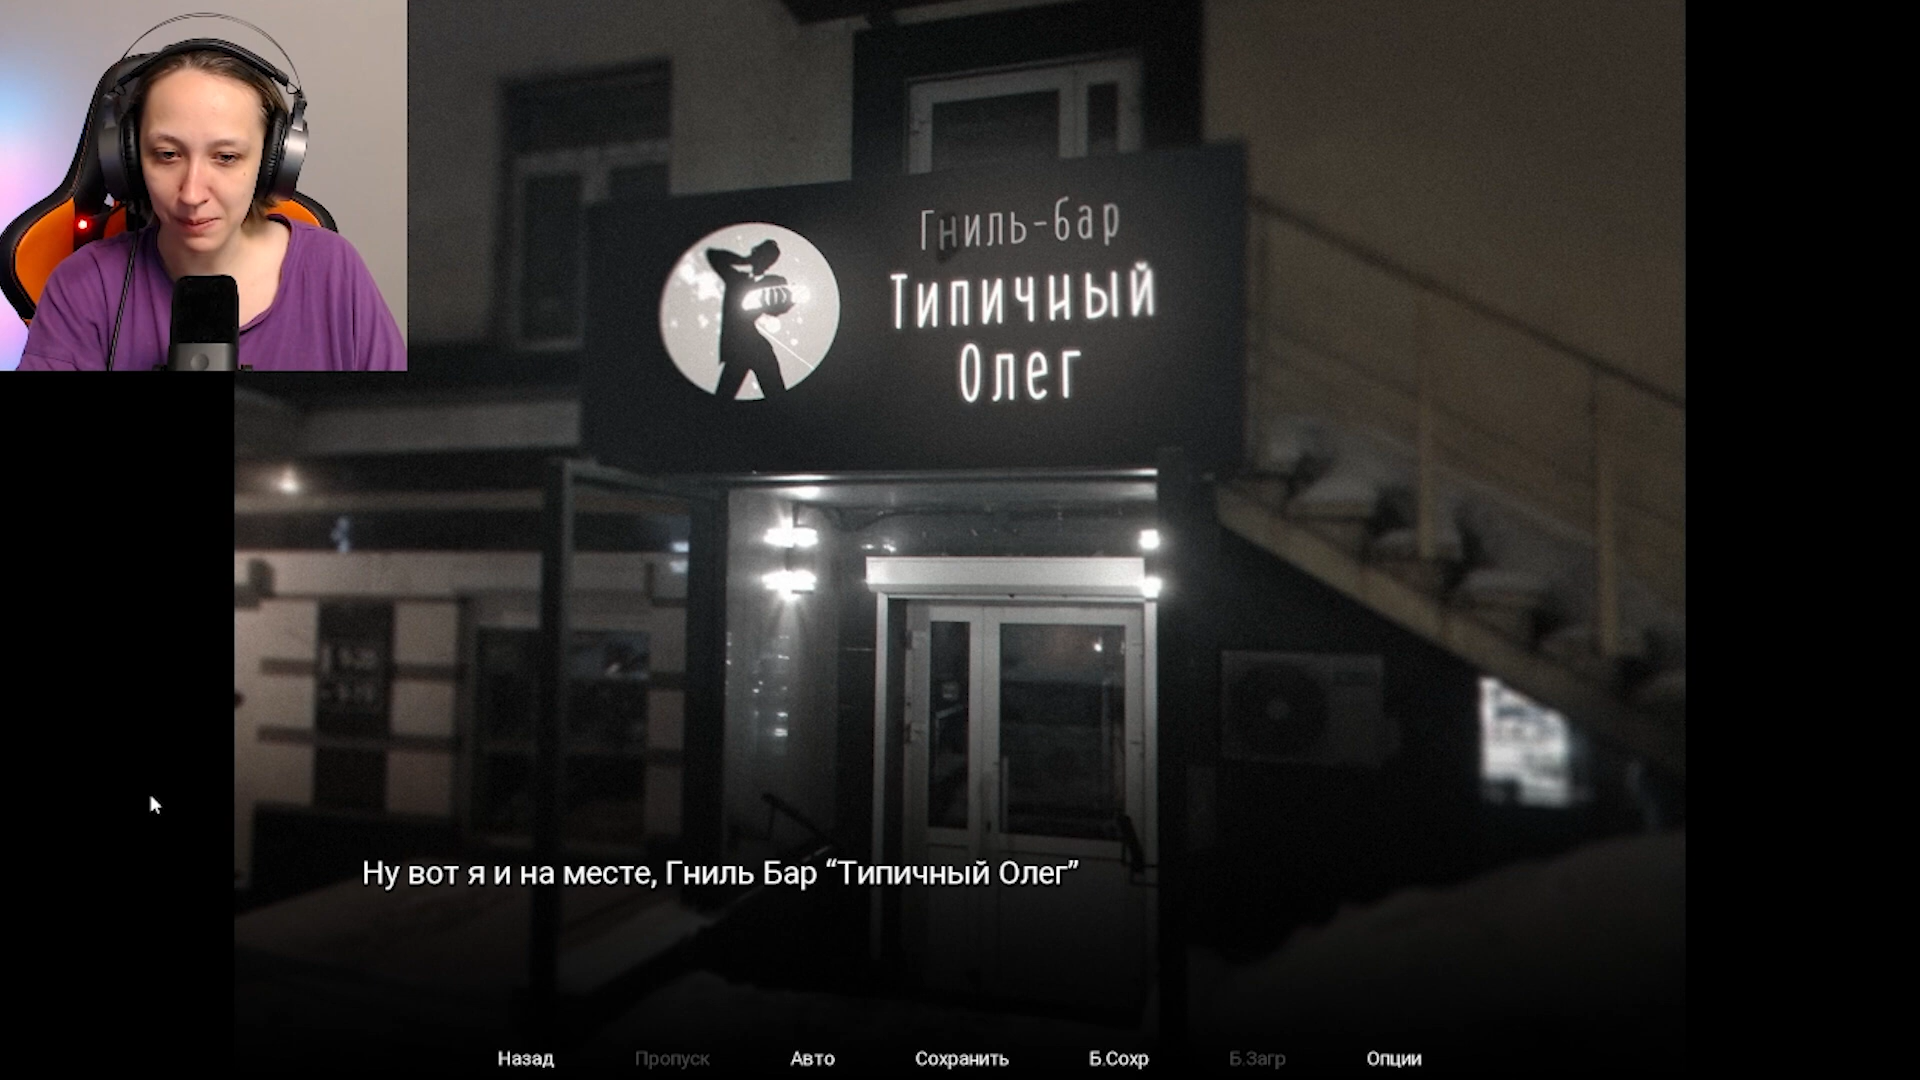 Гниль-бар
Типичный
Олег
Ну вот я и на месте, Гниль Бар “Типичный Олег”
Назад Пропуск Авто Сохранить Б.Сохр Б.Загр Опции